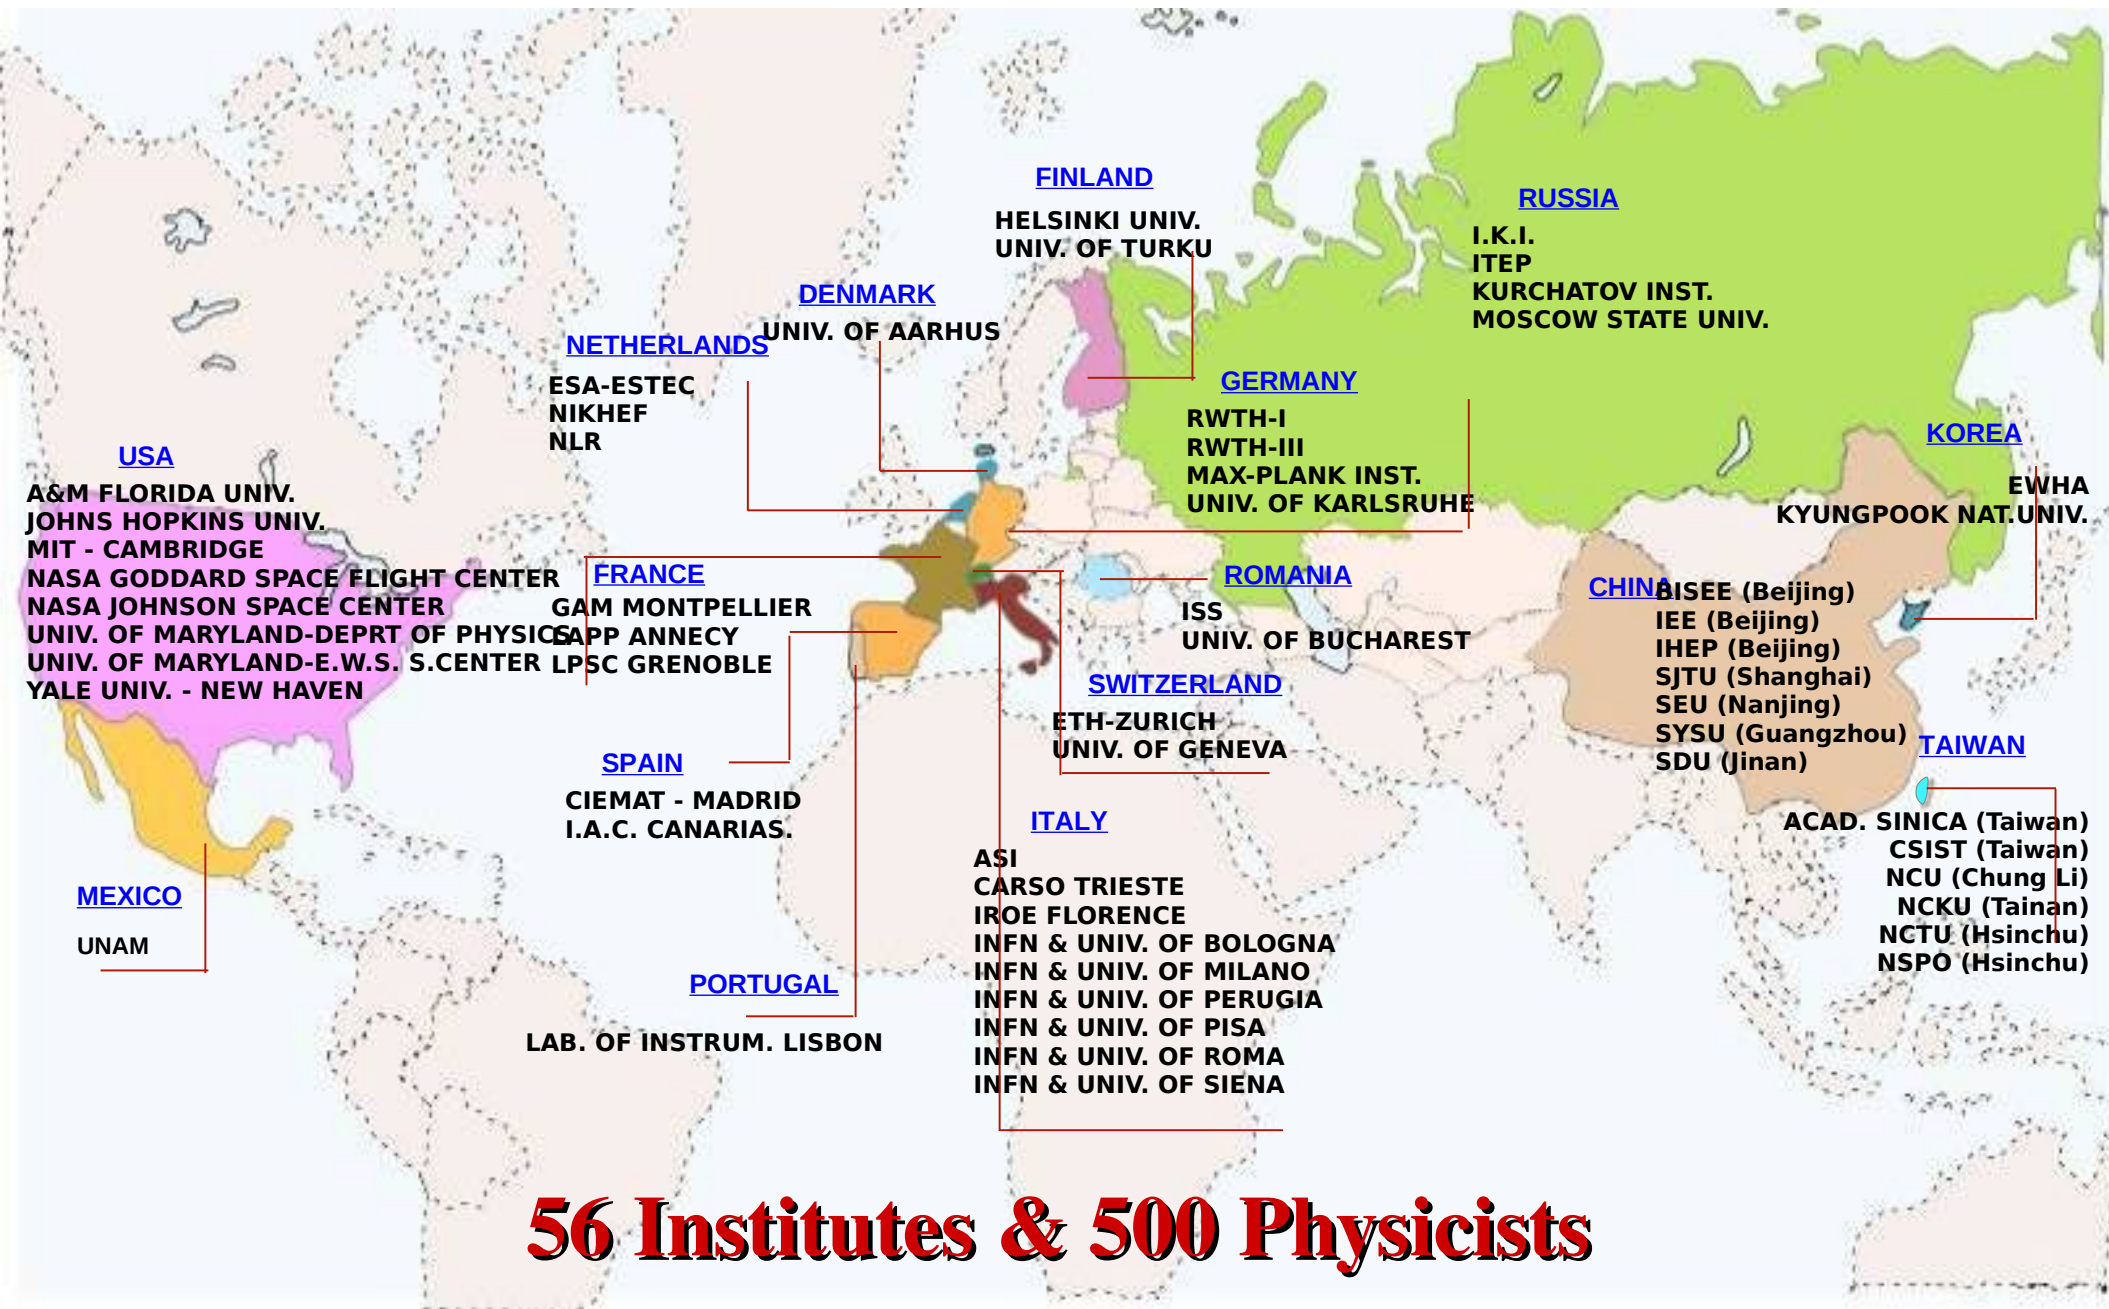 FINLAND
HELSINKI UNIV.
UNIV. OF TURKU
RUSSIA
I.K.I.
ITEP
KURCHATOV INST.
MOSCOW STATE UNIV.
DENMARK
UNIV. OF AARHUS
NETHERLANDS
ESA-ESTEC
NIKHEF
NLR
GERMANY
RWTH-I
RWTH-III
MAX-PLANK INST.
UNIV. OF KARLSRUHE
KOREA
EWHA
KYUNGPOOK NAT.UNIV.
USA
A&M FLORIDA UNIV.
JOHNS HOPKINS UNIV.
MIT - CAMBRIDGE
NASA GODDARD SPACE FLIGHT CENTER
NASA JOHNSON SPACE CENTER
UNIV. OF MARYLAND-DEPRT OF PHYSICS
UNIV. OF MARYLAND-E.W.S. S.CENTER
YALE UNIV. - NEW HAVEN
FRANCE
GAM MONTPELLIER
LAPP ANNECY
LPSC GRENOBLE
ROMANIA
ISS
UNIV. OF BUCHAREST
CHINA
BISEE (Beijing)
IEE (Beijing)
IHEP (Beijing)
SJTU (Shanghai)
SEU (Nanjing)
SYSU (Guangzhou)
SDU (Jinan)
SWITZERLAND
ETH-ZURICH
UNIV. OF GENEVA
TAIWAN
ACAD. SINICA (Taiwan)
CSIST (Taiwan)
NCU (Chung Li)
NCKU (Tainan)
NCTU (Hsinchu)
NSPO (Hsinchu)
SPAIN
CIEMAT - MADRID
I.A.C. CANARIAS.
ITALY
ASI
CARSO TRIESTE
IROE FLORENCE
INFN & UNIV. OF BOLOGNA
INFN & UNIV. OF MILANO
INFN & UNIV. OF PERUGIA
INFN & UNIV. OF PISA
INFN & UNIV. OF ROMA
INFN & UNIV. OF SIENA
MEXICO
UNAM
PORTUGAL
LAB. OF INSTRUM. LISBON
56 Institutes & 500 Physicists